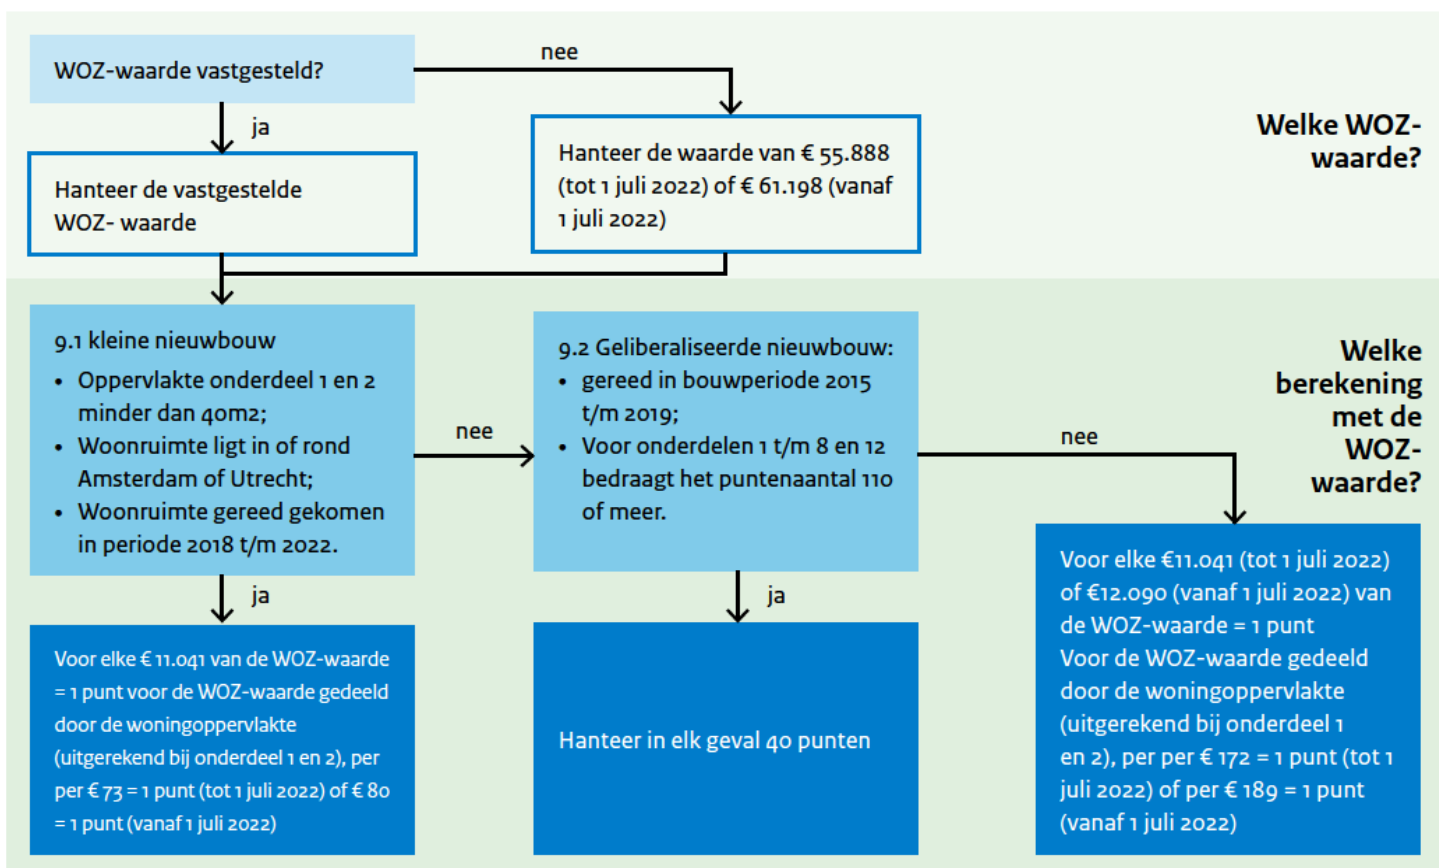 WOZ-waarde vastgesteld?
nee
ja
Hanteer de vastgestelde
WOZ- waarde
Hanteer de waarde van € 55.888
(tot 1 juli 2022) of € 61.198 (vanaf
1 juli 2022)
Welke WOZ-
waarde?
9.1 kleine nieuwbouw
• Oppervlakte onderdeel 1 en 2
minder dan 40m2;
• Woonruimte ligt in of rond
Amsterdam of Utrecht;
• Woonruimte gereed gekomen
in periode 2018 t/m 2022.
nee
ja
9.2 Geliberaliseerde nieuwbouw:
• gereed in bouwperiode 2015
t/m 2019;
• Voor onderdelen 1 t/m 8 en 12
bedraagt het puntenaantal 110
of meer.
nee
ja
Welke
berekening
met de
WOZ-
waarde?
Voor elke € 11.041 van de WOZ-waarde
= 1 punt voor de WOZ-waarde gedeeld
door de woningoppervlakte
(uitgerekend bij onderdeel 1 en 2), per
per € 73 = 1 punt (tot 1 juli 2022) of € 80
= 1 punt (vanaf 1 juli 2022)
Hanteer in elk geval 40 punten
Voor elke €11.041 (tot 1 juli 2022)
of €12.090 (vanaf 1 juli 2022) van
de WOZ-waarde = 1 punt
Voor de WOZ-waarde gedeeld
door de woningoppervlakte
(uitgerekend bij onderdeel 1
en 2), per per € 172 = 1 punt (tot 1
juli 2022) of per € 189 = 1 punt
(vanaf 1 juli 2022)